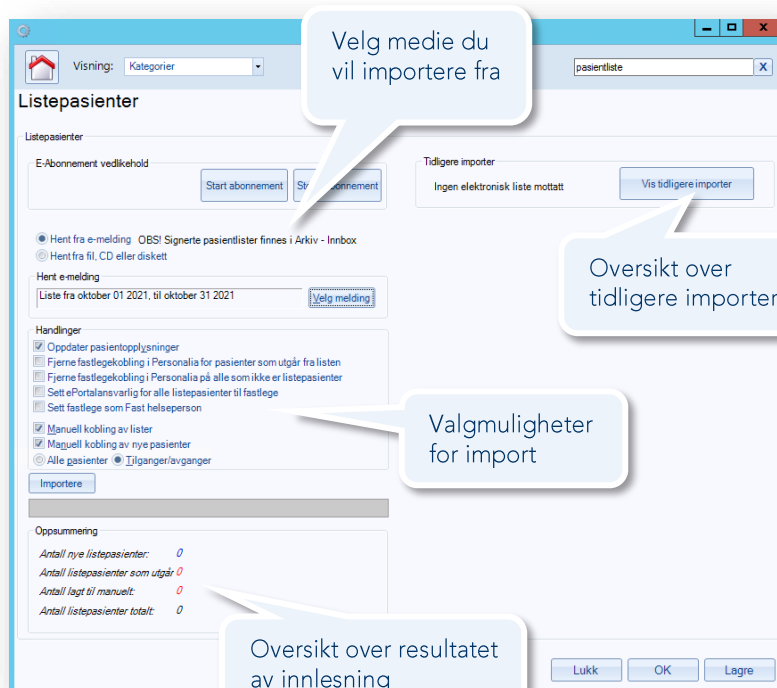 Velg medie du
vil importere fra
Visning: Kategorier
pasientliste X
Listepasienter
Listepasienter
E-Abonnement vedlikehold
Start abonnement
Tidligere importer
Ingen elektronisk liste mottatt
Vis tidligere importer
Hent fra e-melding OBS! Signerte pasientlister finnes i Arkiv - Innbox
Hent fra fil, CD eller diskett
Oversikt over
tidligere importer
Hent e-melding
Liste fra oktober 01 2021, til oktober 31 2021 Velg melding
Handlinger
Oppdater pasientopplysninger
Fjerne fastlegekobling i Personalia for pasienter som utgår fra listen
Fjerne fastlegekobling i Personalia på alle som ikke er listepasienter
Sett ePortalansvarlig for alle listepasienter til fastlege
Sett fastlege som Fast helseperson
Manuell kobling av lister
Manuell kobling av nye pasienter
Alle pasienter Tilganger/avganger
Valgmuligheter
for import
Importere
Oppsummering
Antall nye listepasienter: 0
Antall listepasienter som utgår 0
Antall lagt til manuelt: 0
Antall listepasienter totalt: 0
Oversikt over resultatet
av innlesning
Lukk OK Lagre